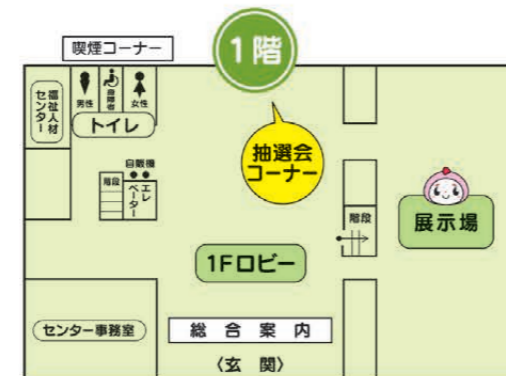 1階
喫煙コーナー
福祉人材
センター
男性
身障者
女性
トイレ
抽選会
コーナー
自販機
階段
エレ
ベーター
階段
展示場
1Fロビー
センター事務室
総合案内
〈玄関〉